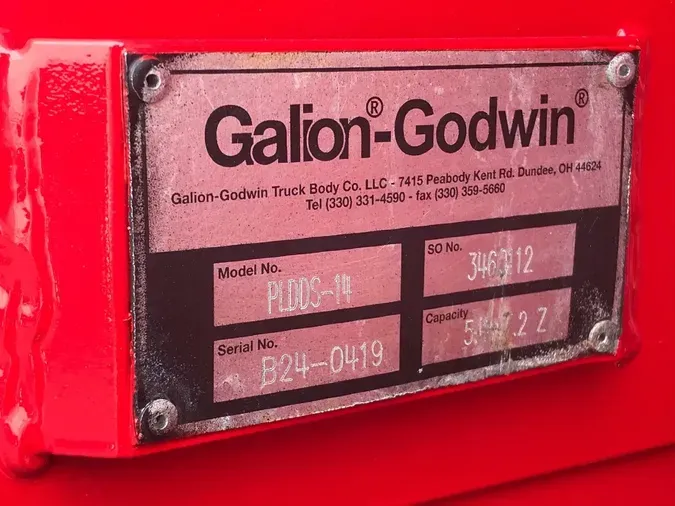 Galion®-Godwin®
Galion-Godwin Truck Body Co. LLC - 7415 Peabody Kent Rd. Dundee, OH 44624
Tel (330) 331-4590 - fax (330) 359-5660
Model No.
PLDDS-14
SO No.
Serial No.
B24-0419
Capacity